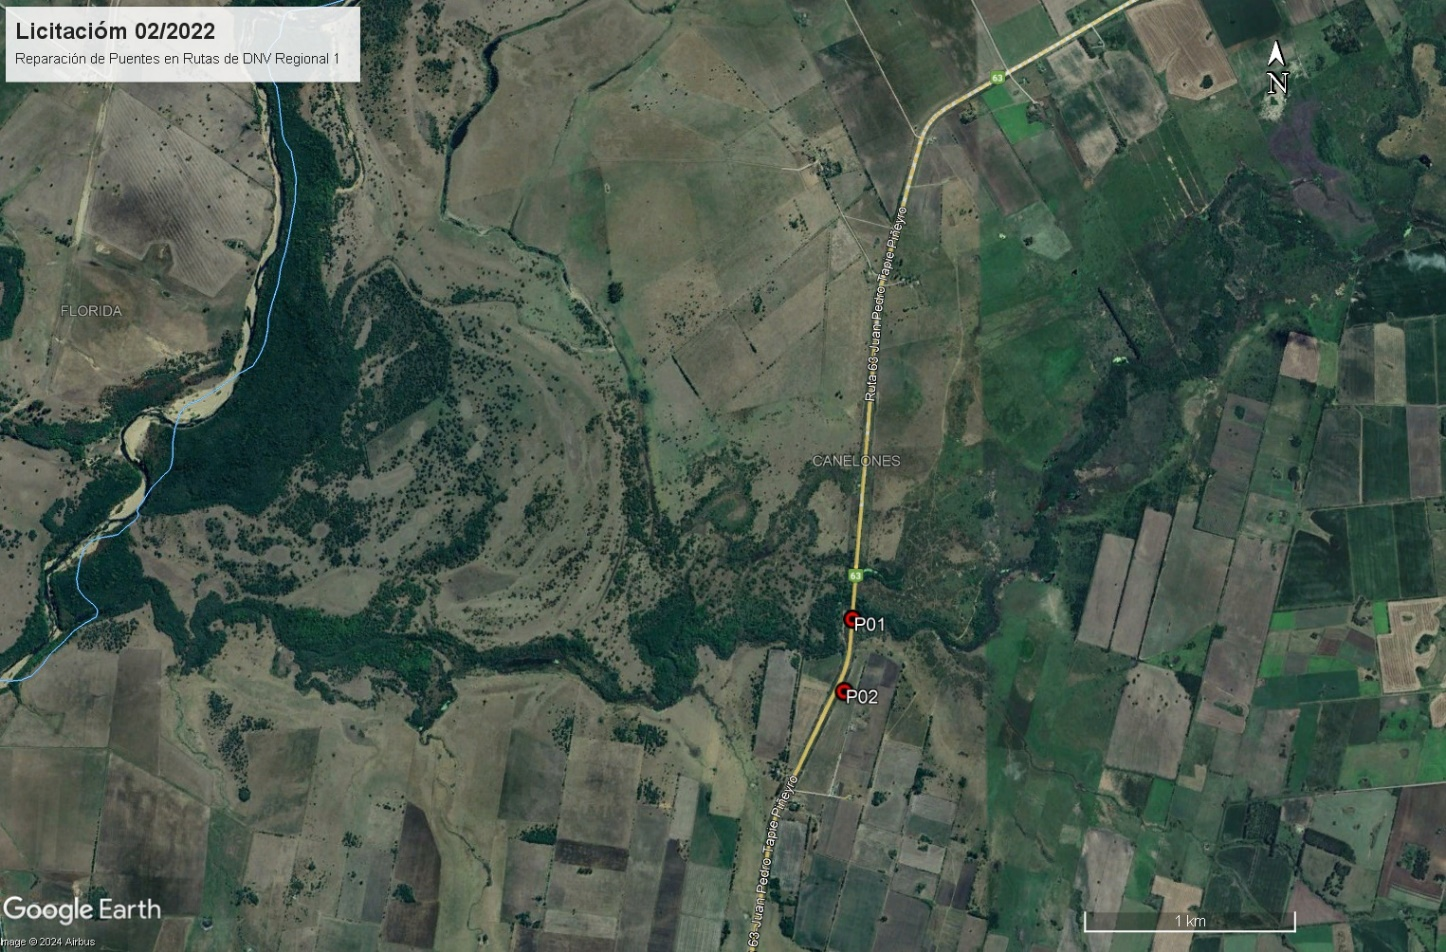 Licitacióm 02/2022
Reparación de Puentes en Rutas de DNV Regional 1
N
63
Ruta 63 Juan Pedro Tapie Piñeyro
FLORIDA
CANELONES
63
P01
P02
63 Juan Pedro Tapie Piñeyro
Google Earth
1 km
mage © 2024 Airbus